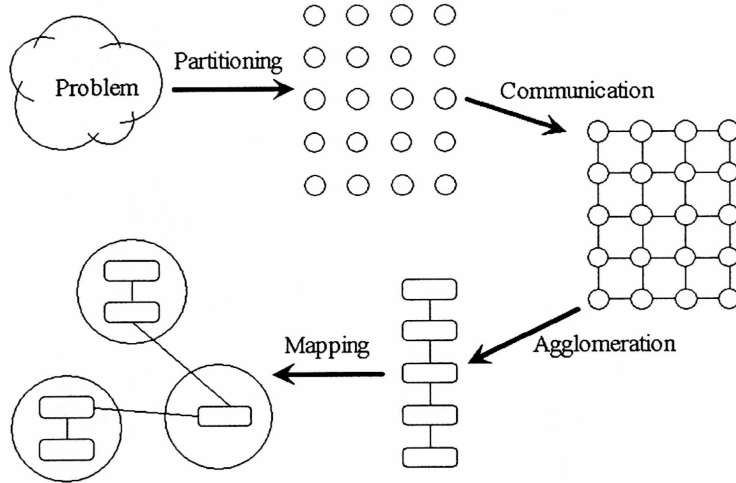 Problem
Partitioning
Communication
Agglomeration
Mapping